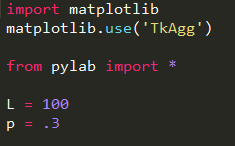 import matplotlib
matplotlib.use('TkAgg')
from pylab import *
L = 100
p = .3